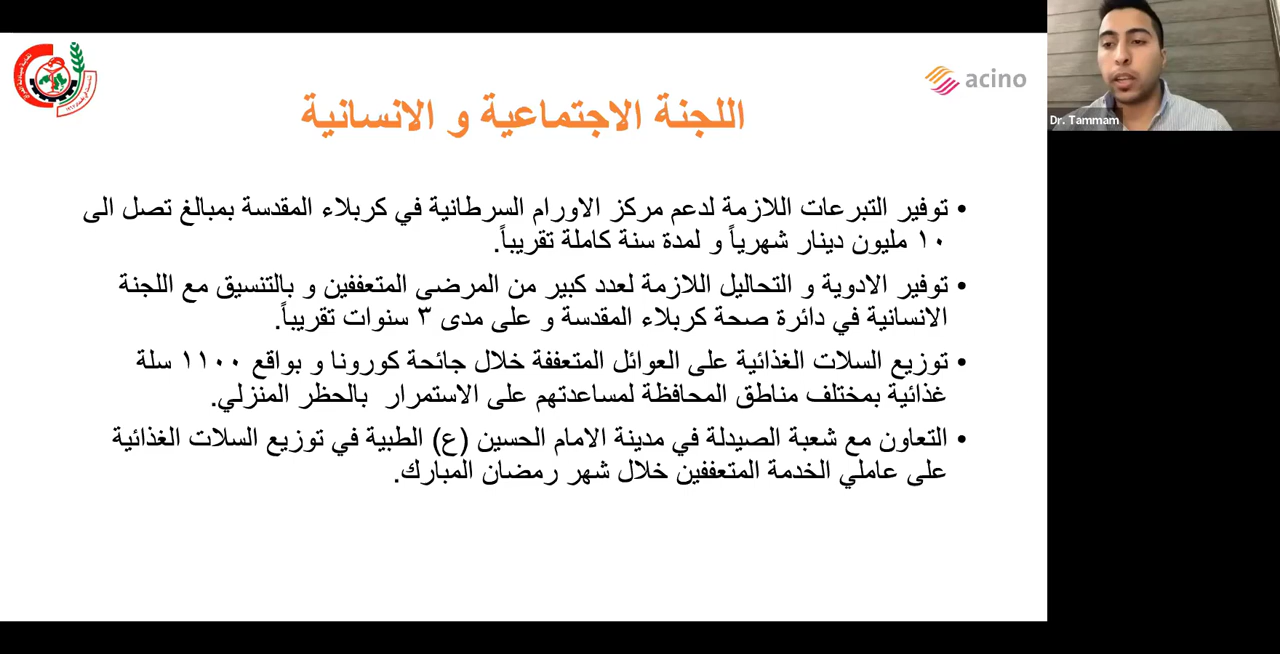 acino
Dr. Tammam
اللجنة الاجتماعية و الانسانية
• توفير التبرعات اللازمة لدعم مركز الاورام السرطانية في كربلاء المقدسة بمبالغ تصل الى
١٠ مليون دينار شهرياً و لمدة سنة كاملة تقريباً.
• توفير الادوية و التحاليل اللازمة لعدد كبير من المرضى المتعففين و بالتنسيق مع اللجنة
الانسانية في دائرة صحة كربلاء المقدسة و على مدى ٣ سنوات تقريباً.
• توزيع السلات الغذائية على العوائل المتعففة خلال جائحة كورونا و بواقع ١١٠٠ سلة
غذائية بمختلف مناطق المحافظة لمساعدتهم على الاستمرار بالحظر المنزلي.
• التعاون مع شعبة الصيدلة في مدينة الامام الحسين (ع) الطبية في توزيع السلات الغذائية
على عاملي الخدمة المتعففين خلال شهر رمضان المبارك.